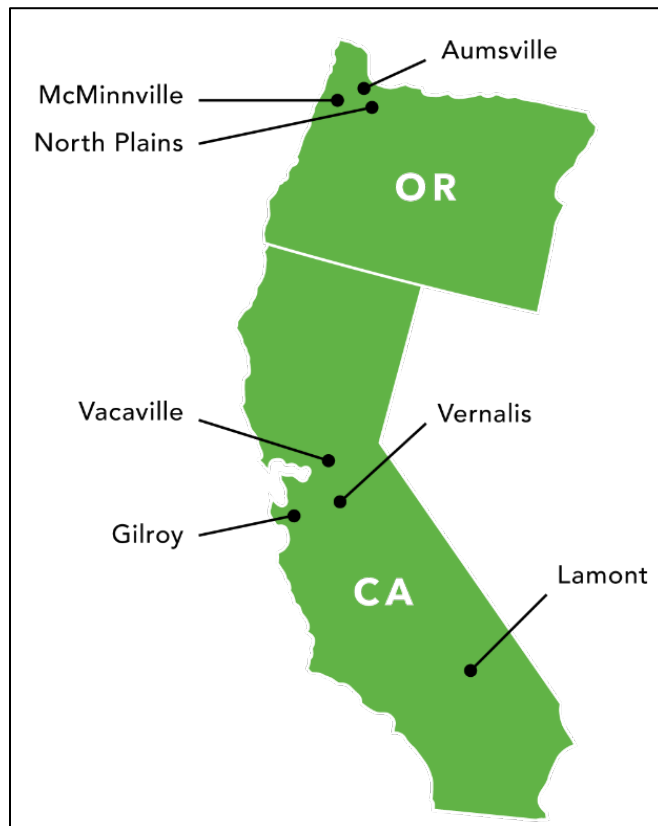 Aumsville
McMinnville
North Plains
OR
Vacaville
Vernalis
Gilroy
Lamont
CA